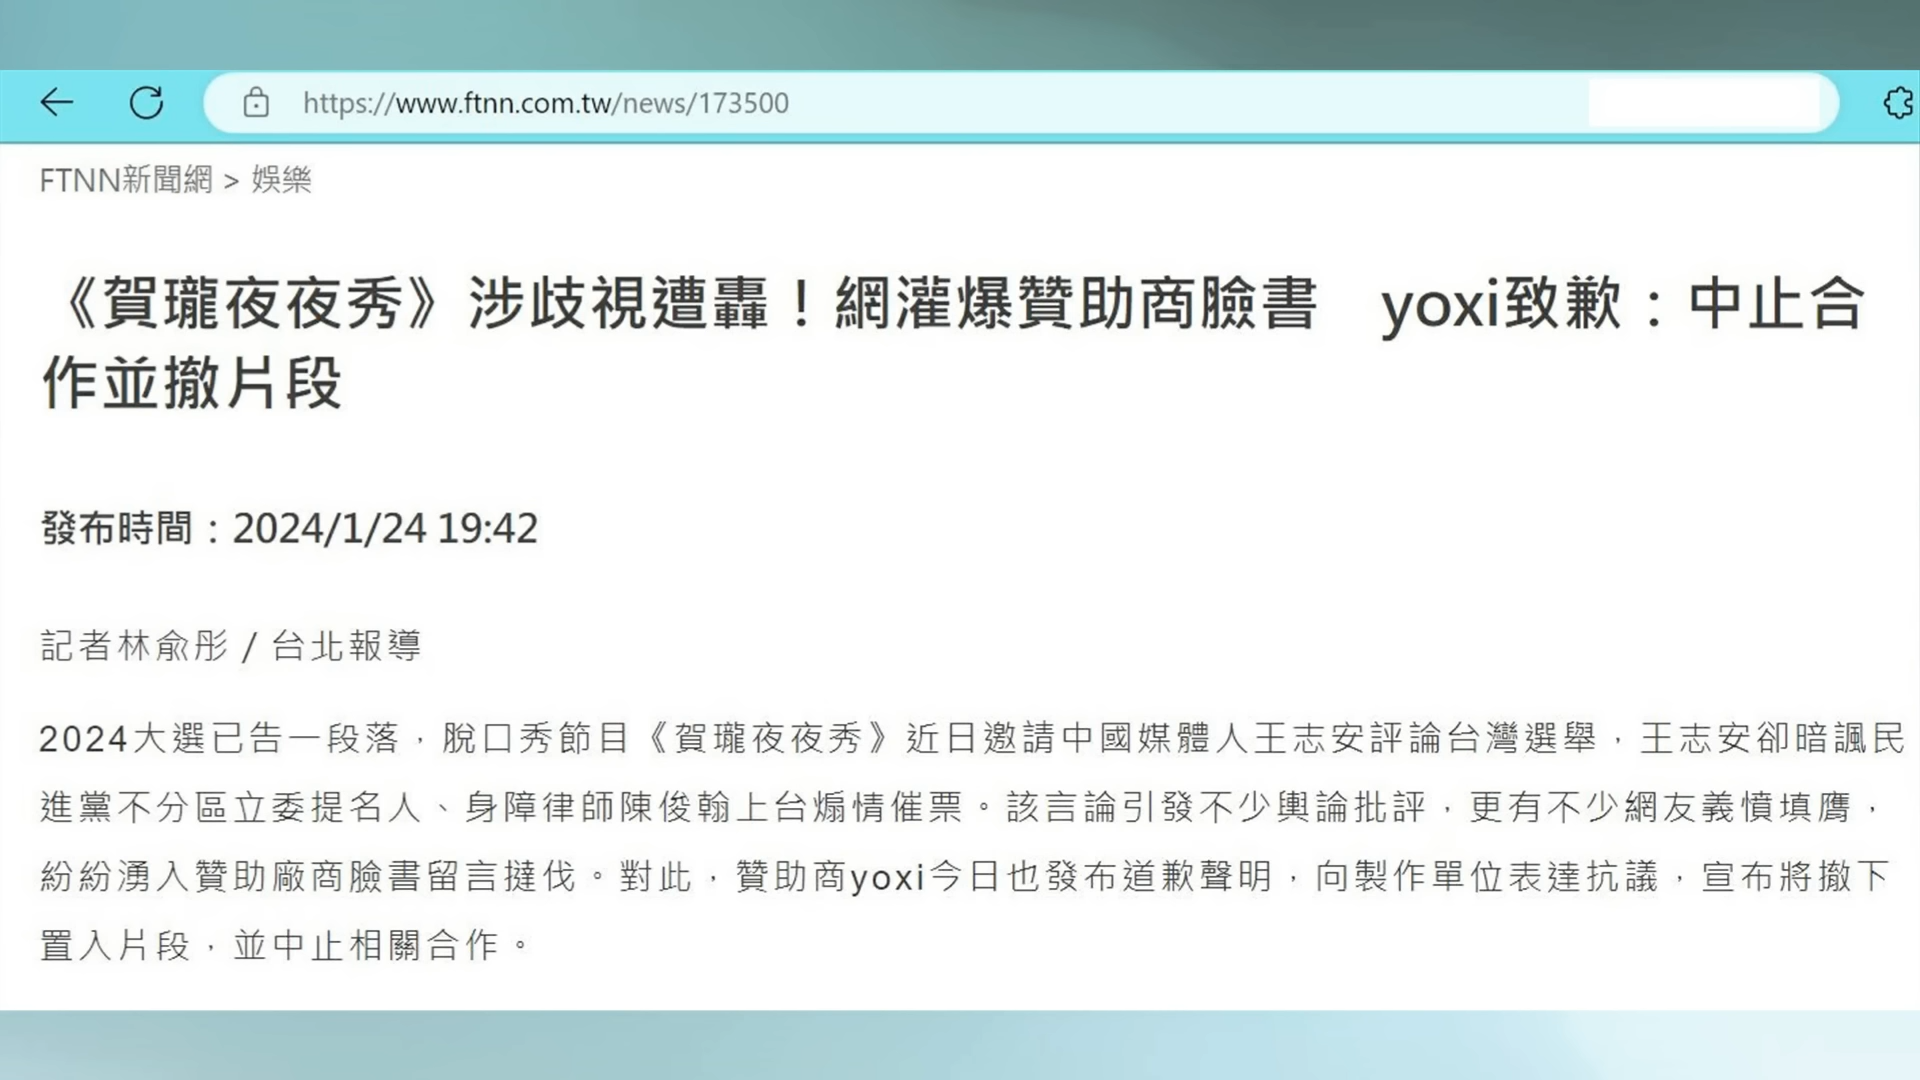 https://www.ftnn.com.tw/news/173500
FTNN新聞網 > 娛樂
《賀瓏夜夜秀》涉歧視遭轟！網灌爆贊助商臉書　yoxi致歉：中止合
作並撤片段
發布時間：2024/1/24 19:42
記者林俞彤 / 台北報導
2024大選已告一段落，脫口秀節目《賀瓏夜夜秀》近日邀請中國媒體人王志安評論台灣選舉，王志安卻暗諷民
進黨不分區立委提名人、身障律師陳俊翰上台煽情催票。該言論引發不少輿論批評，更有不少網友義憤填膺，
紛紛湧入贊助廠商臉書留言撻伐。對此，贊助商yoxi今日也發布道歉聲明，向製作單位表達抗議，宣布將撤下
置入片段，並中止相關合作。